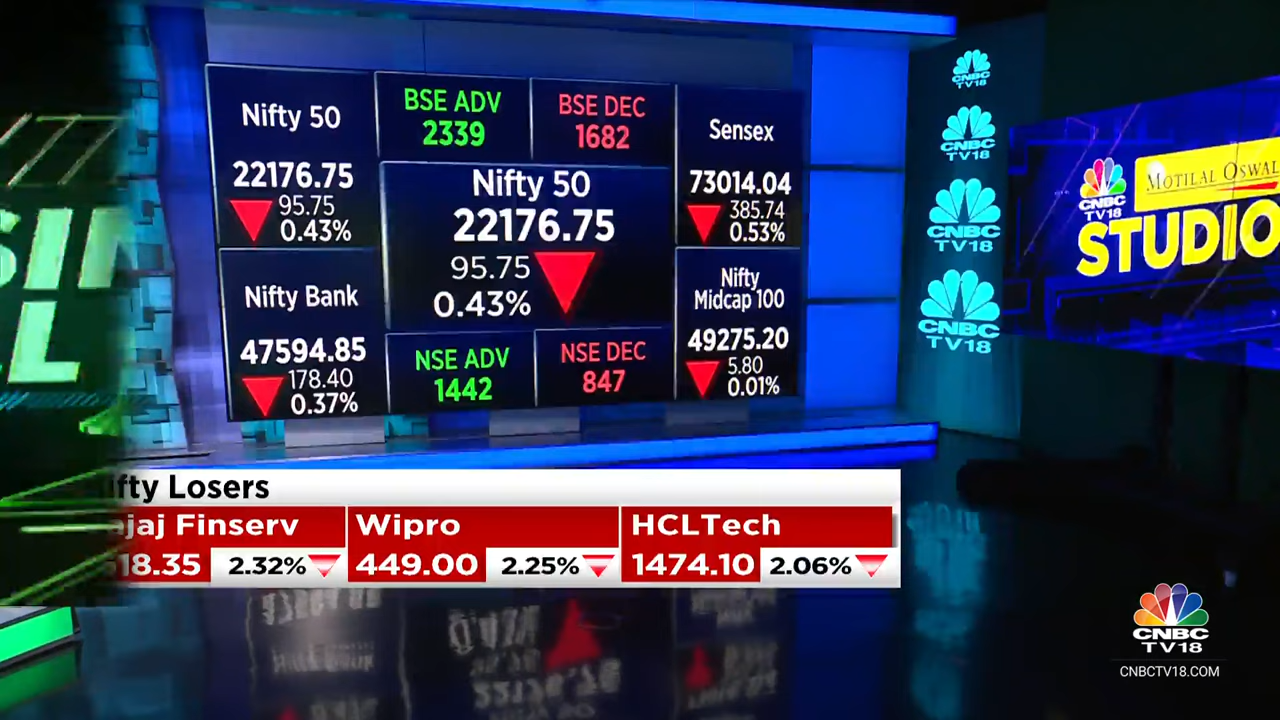 Nifty 50
22176.75
95.75
0.43%
BSE ADV
2339
BSE DEC
1682
Sensex
73014.04
385.74
0.53%
Nifty 50
22176.75
95.75
0.43%
Nifty Bank
47594.85
178.40
0.37%
NSE ADV
1442
NSE DEC
847
Nifty
Midcap 100
49275.20
5.80
0.01%
CNBC
TV18
CNBC
TV18
CNBC
TV18
CNBC
TV18
CNBC
TV18
MOTILAL OSWAL
STUDIO
ifty Losers
ajaj Finserv
18.35 2.32%
Wipro
449.00 2.25%
HCLTech
1474.10 2.06%
CNBC
TV18
CNBCTV18.COM